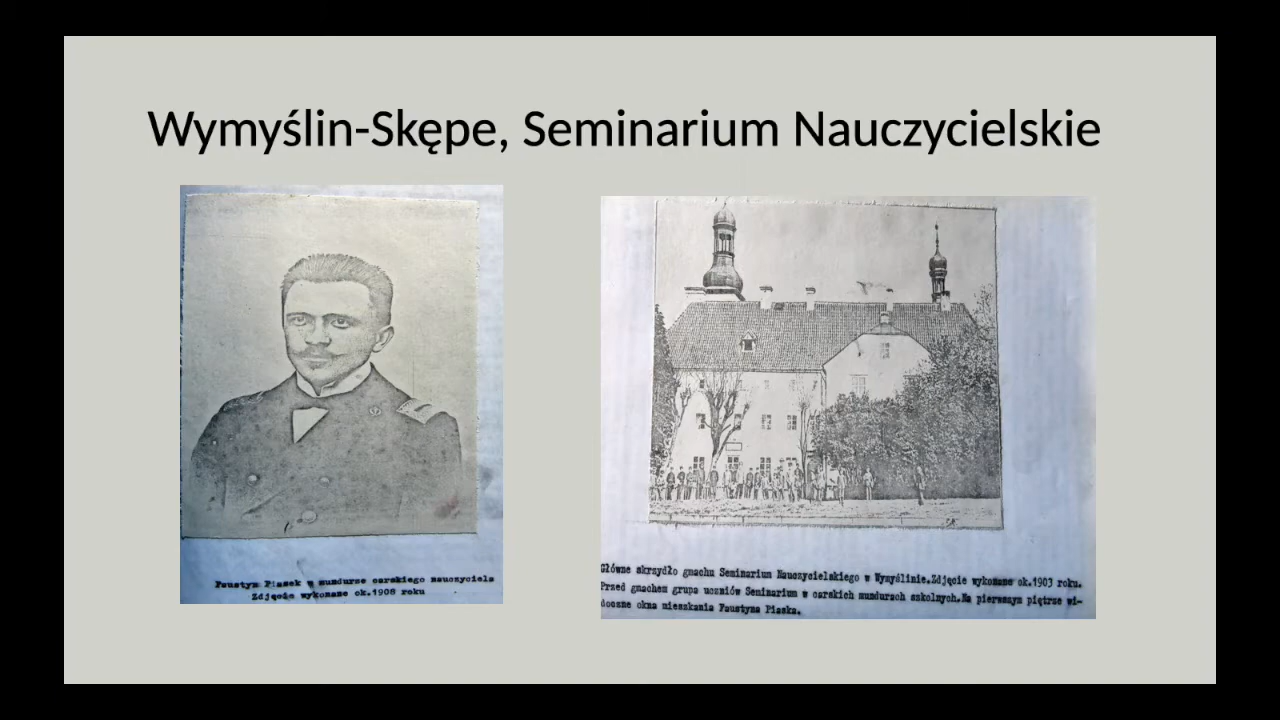 Wymyślin-Skępe, Seminarium Nauczycielskie
Faustyn Piasek w mundurze carskiego nauczyciela
Zdjęcie wykonane ok.1908 roku
Główne skrzydło gmachu Seminarium Nauczycielskiego w Wymyślinie.Zdjęcie wykonane ok.1903 roku.
Przed gmachem grupa uczniów Seminarium w carskich mundurach szkolnych.Na pierwszym piętrze wi-
doczne okna mieszkania Faustyna Piaska.